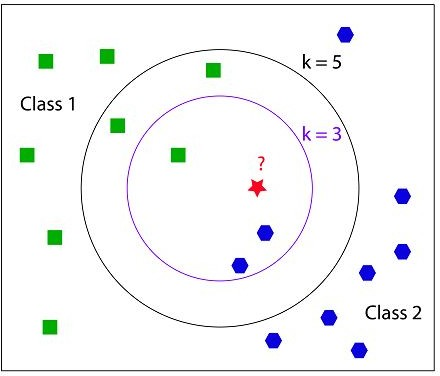 k = 5
Class 1
k = 3
?
Class 2